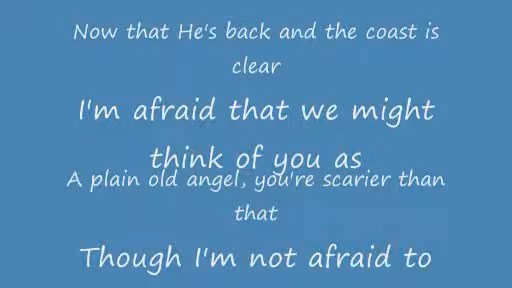 Now that He's back and the coast is
clear
I'm afraid that we might
think of you as
A plain old angel, you're scarier than
that
Though I'm not afraid to